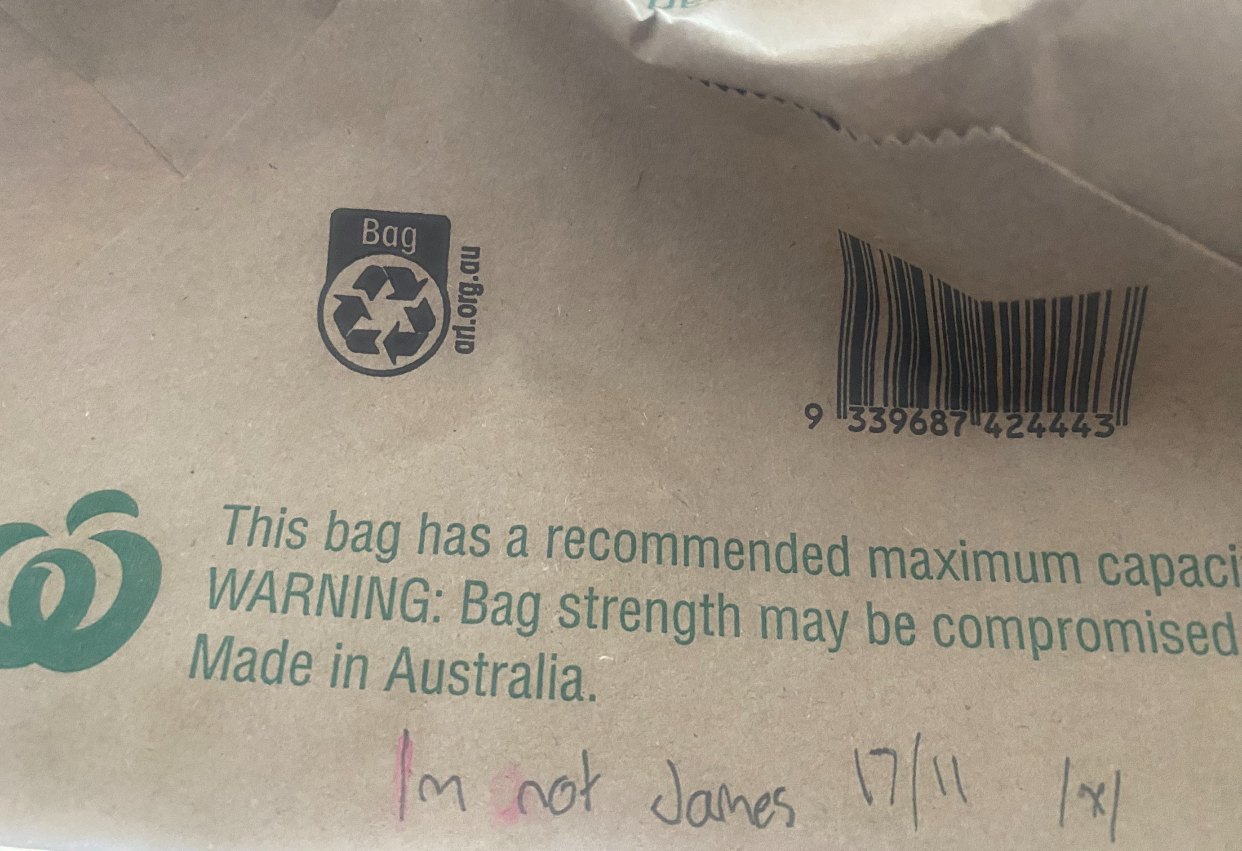 Bag
arl.org.au
9 339687 424443
This bag has a recommended maximum capaci
WARNING: Bag strength may be compromised
Made in Australia.
Im not James 17/11 |x|